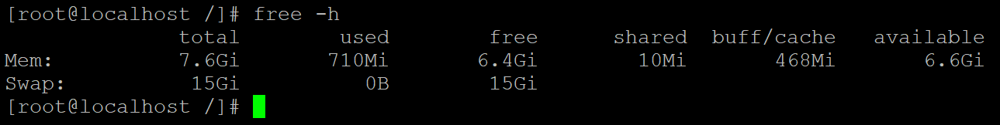 [root@localhost /]# free -h
total used free shared buff/cache available
Mem: 7.6Gi 710Mi 6.4Gi 10Mi 468Mi 6.6Gi
Swap: 15Gi 0B 15Gi
[root@localhost /]#